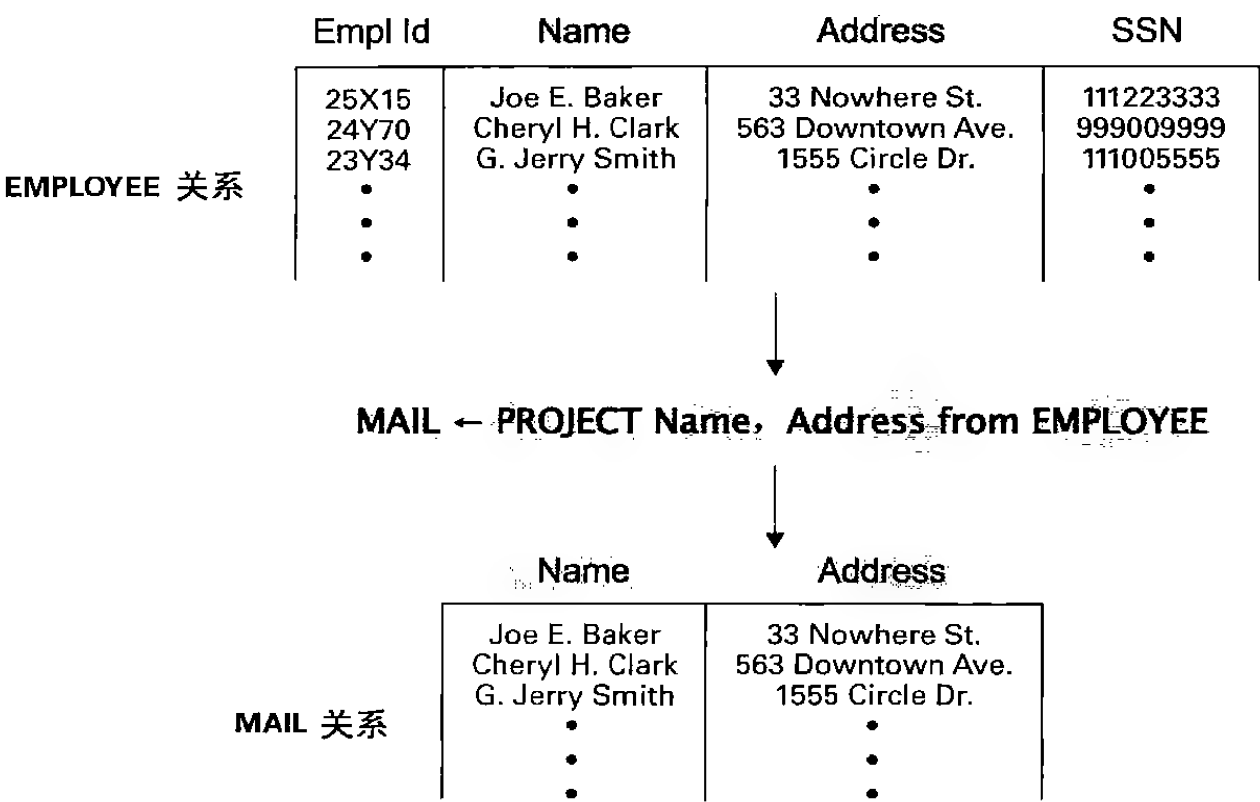 Empl Id Name Address SSN
25X15 Joe E. Baker 33 Nowhere St. 111223333
24Y70 Cheryl H. Clark 563 Downtown Ave. 999009999
23Y34 G. Jerry Smith 1555 Circle Dr. 111005555
EMPLOYEE 关系
MAIL ← PROJECT Name，Address from EMPLOYEE
Name Address
Joe E. Baker 33 Nowhere St.
Cheryl H. Clark 563 Downtown Ave.
G. Jerry Smith 1555 Circle Dr.
MAIL 关系